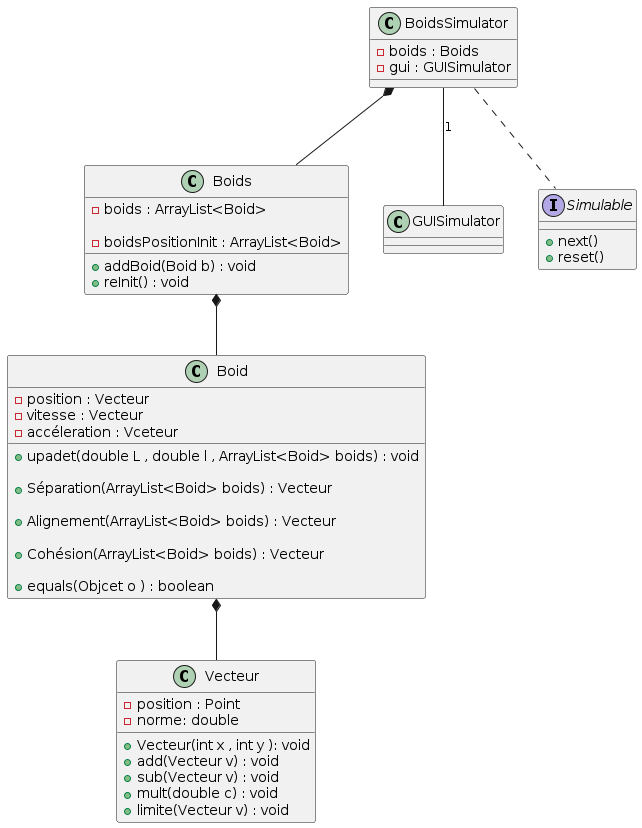 C BoidsSimulator
boids : Boids
gui : GUISimulator
1
C Boids
boids : ArrayList<Boid>
boidsPositionInit : ArrayList<Boid>
addBoid(Boid b) : void
reInit() : void
C GUISimulator
I Simulable
next()
reset()
C Boid
position : Vecteur
vitesse : Vecteur
accéleration : Vceteur
upadet(double L , double l , ArrayList<Boid> boids) : void
Séparation(ArrayList<Boid> boids) : Vecteur
Alignement(ArrayList<Boid> boids) : Vecteur
Cohésion(ArrayList<Boid> boids) : Vecteur
equals(Objcet o ) : boolean
C Vecteur
position : Point
norme: double
Vecteur(int x , int y ): void
add(Vecteur v) : void
sub(Vecteur v) : void
mult(double c) : void
limite(Vecteur v) : void